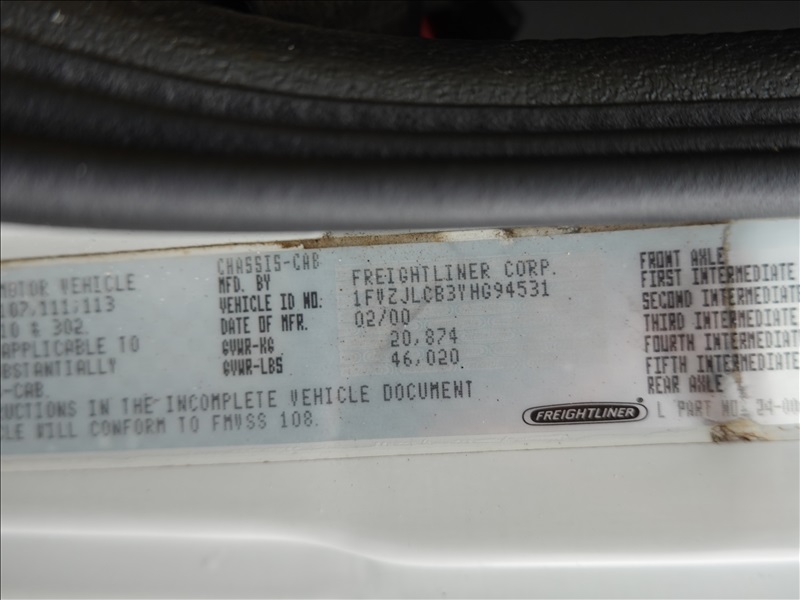 MOTOR VEHICLE
107,111,113
10 & 302.
APPLICABLE TO
BSTANTIALLY
-CAB.
CHASSIS-CAB
MFD. BY FREIGHTLINER CORP.
VEHICLE ID NO: 1FVZJLCB3YHG94531
DATE OF MFR. 02/00
GVWR-KG 20,874
GVWR-LBS 46,020
UCTIONS IN THE INCOMPLETE VEHICLE DOCUMENT
CLE WILL CONFORM TO FMVSS 108.
FRONT AXLE
FIRST INTERMEDIATE
SECOND INTERMEDIATE
THIRD INTERMEDIATE
FOURTH INTERMEDIATE
FIFTH INTERMEDIATE
REAR AXLE
FREIGHTLINER
L PART NO. 24-00